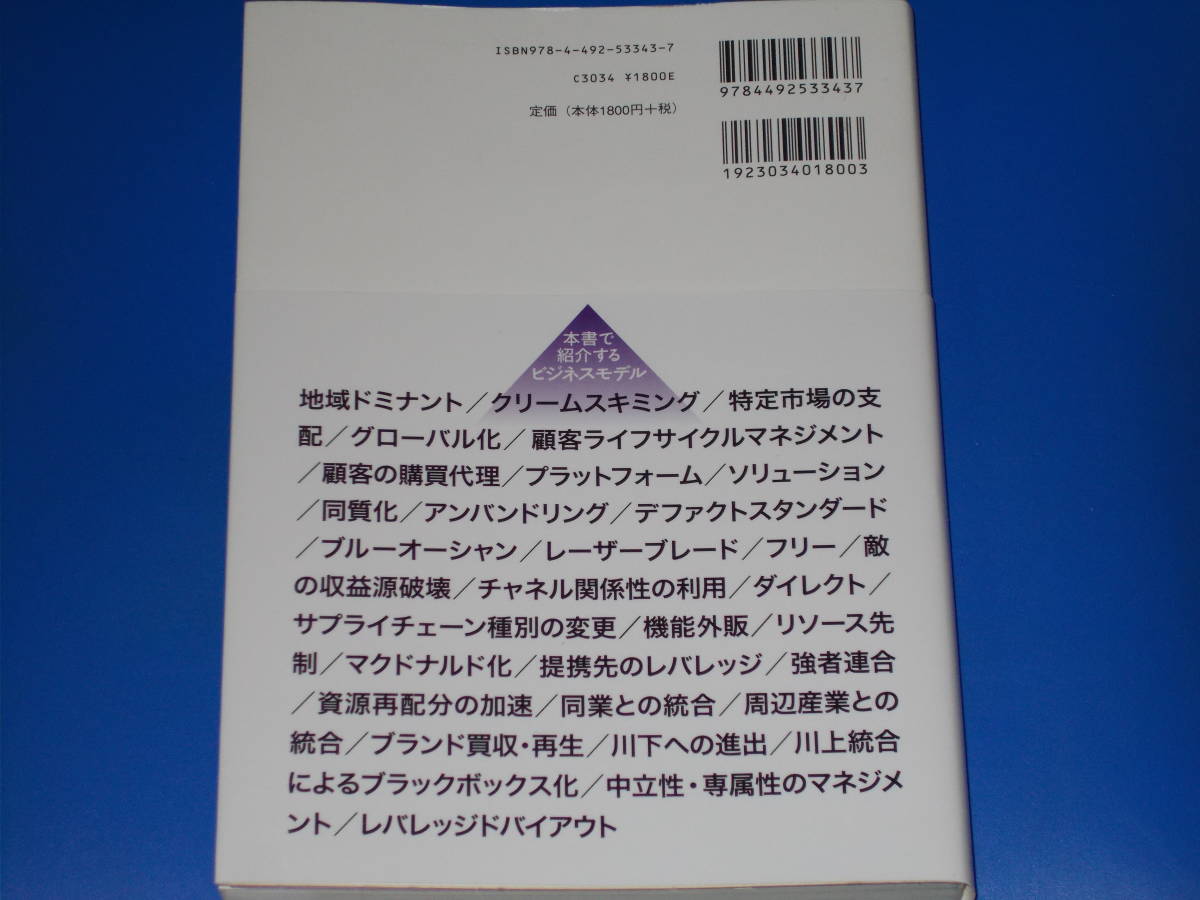 ISBN978-4-492-53343-7
C3034 ¥1800E
定価（本体1800円＋税）
9784492533437
1923034018003
本書で
紹介する
ビジネスモデル
地域ドミナント／クリームスキミング／特定市場の支
配／グローバル化／顧客ライフサイクルマネジメント
／顧客の購買代理／プラットフォーム／ソリューション
／同質化／アンバンドリング／デファクトスタンダード
／ブルーオーシャン／レーザーブレード／フリー／敵
の収益源破壊／チャネル関係性の利用／ダイレクト／
サプライチェーン種別の変更／機能外販／リソース先
制／マクドナルド化／提携先のレバレッジ／強者連合
／資源再配分の加速／同業との統合／周辺産業との
統合／ブランド買収・再生／川下への進出／川上統合
によるブラックボックス化／中立性・専属性のマネジメ
ント／レバレッジドバイアウト